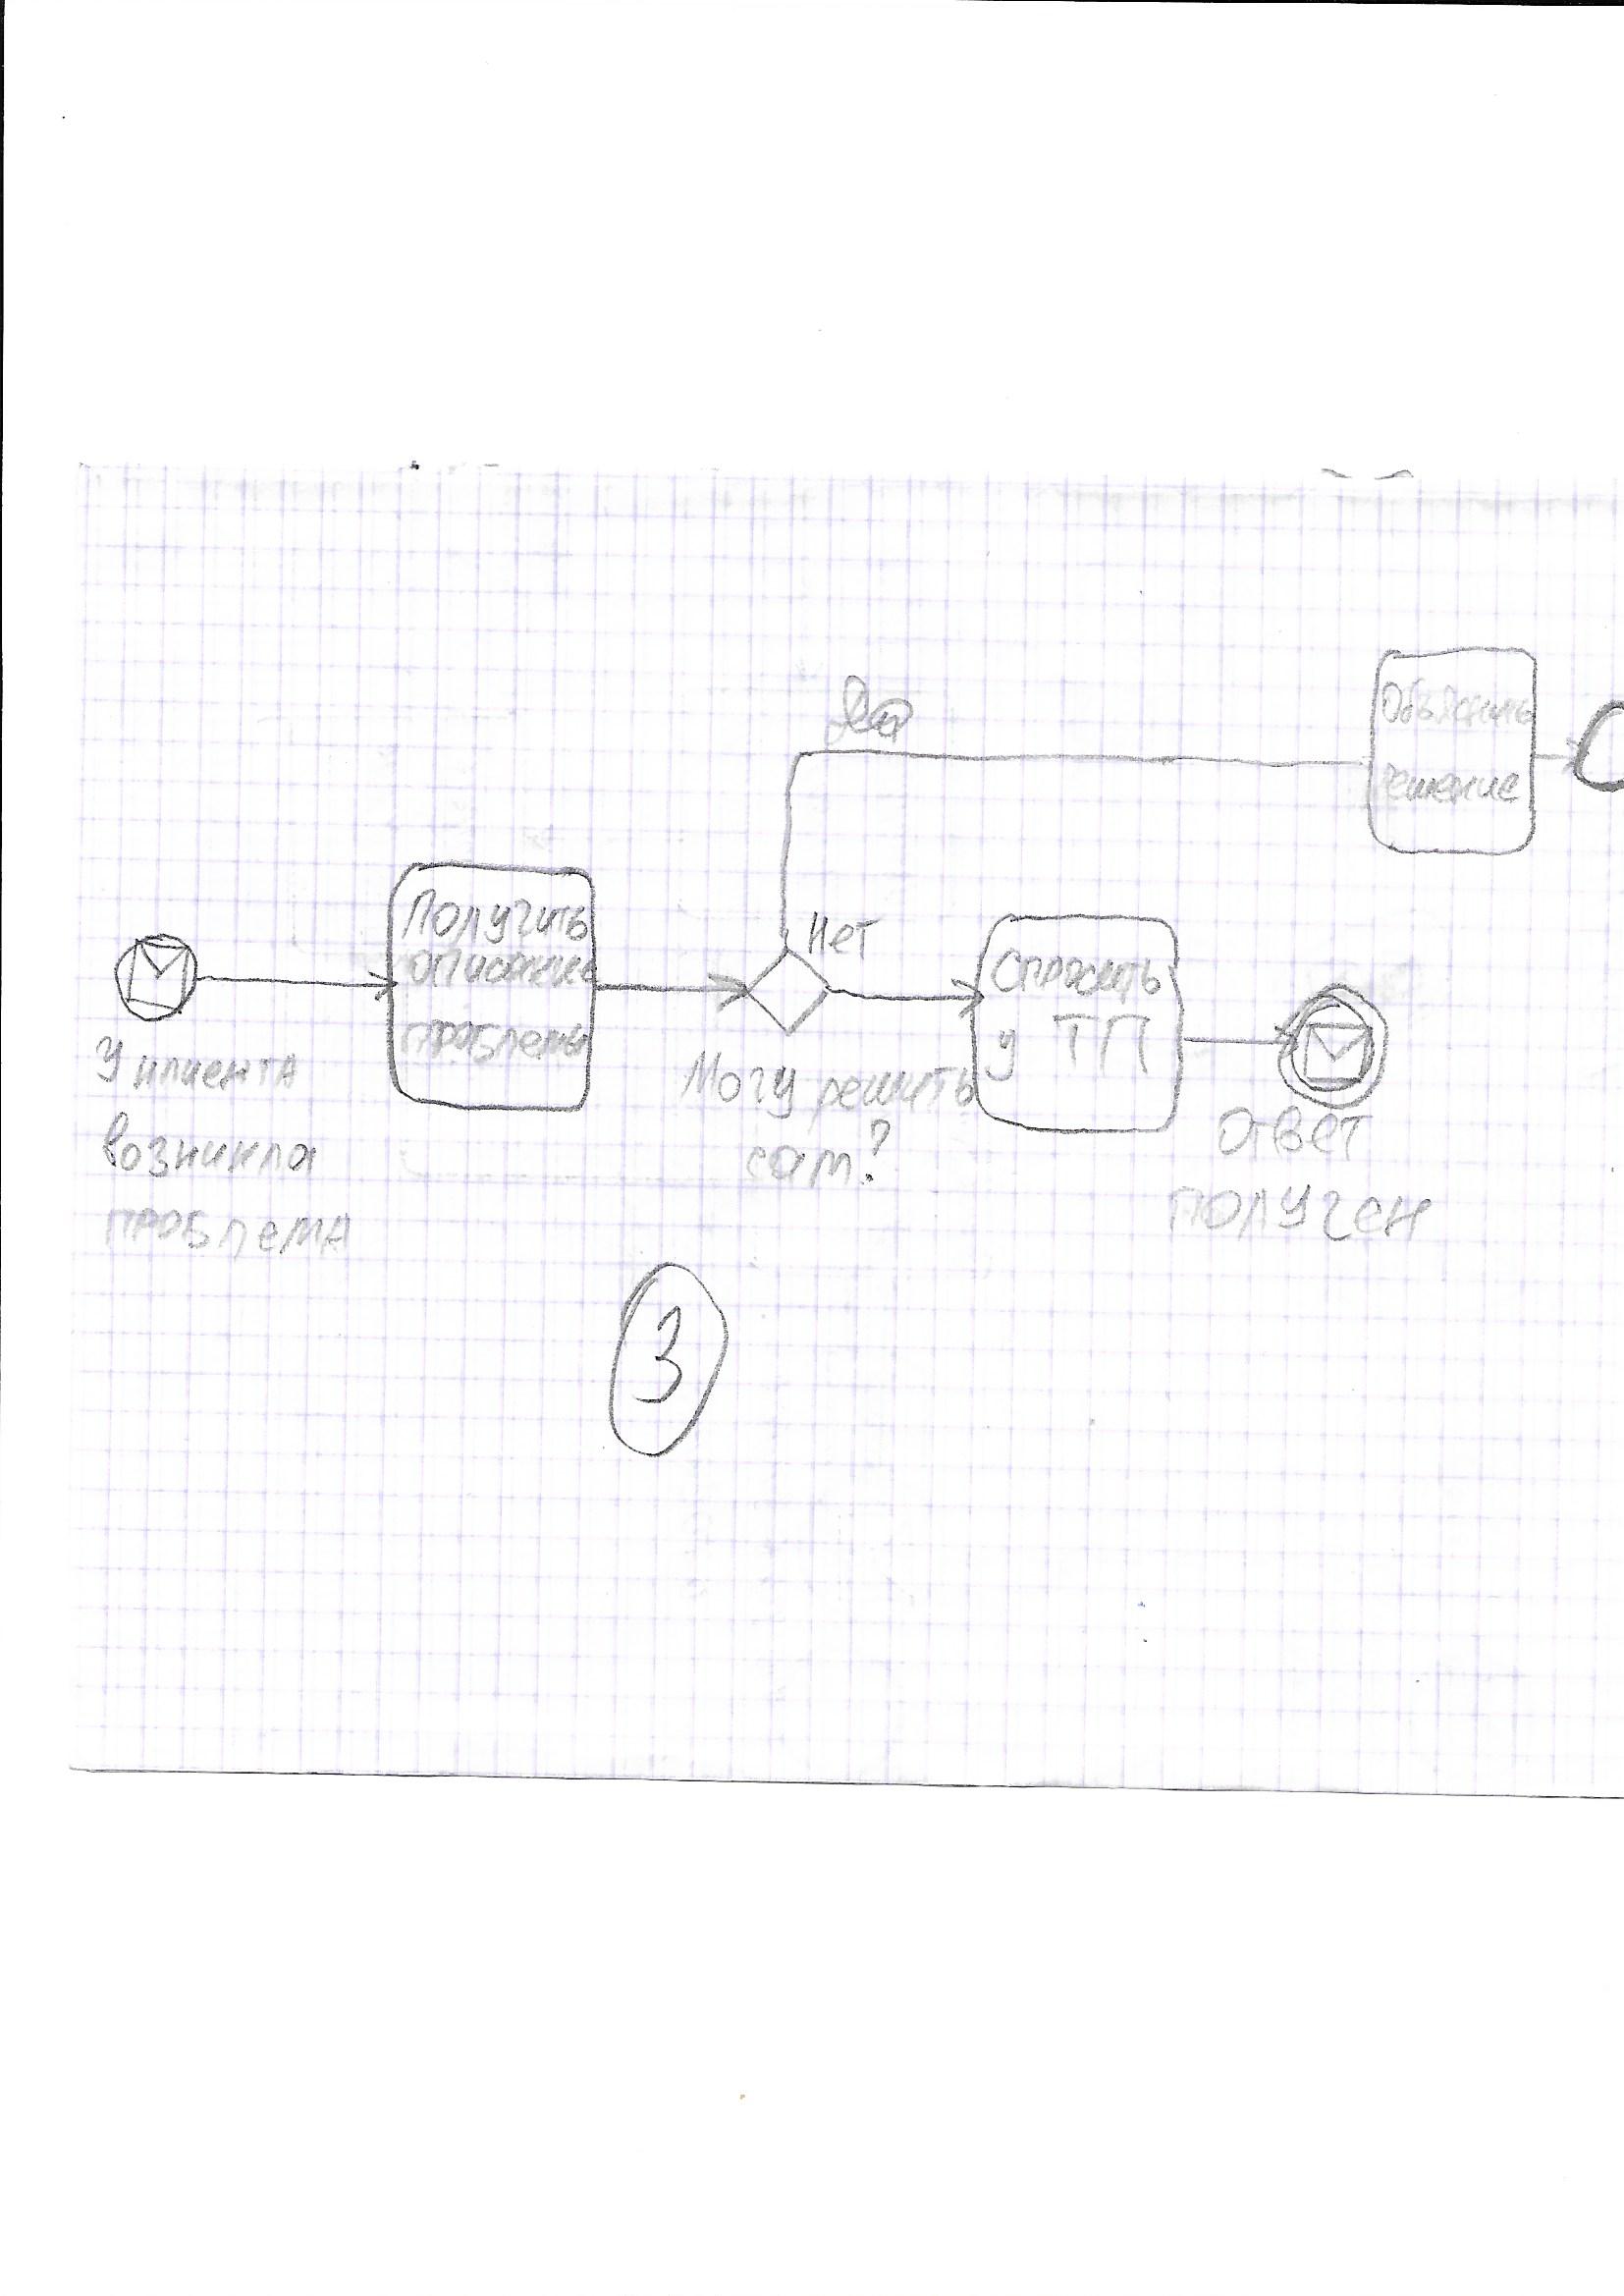 Да
Объяснить
решение
Получить
описание
проблемы
Нет
Спросить
у ТП
У клиента
возникла
проблема
Могу решить
сам?
Ответ
получен
3